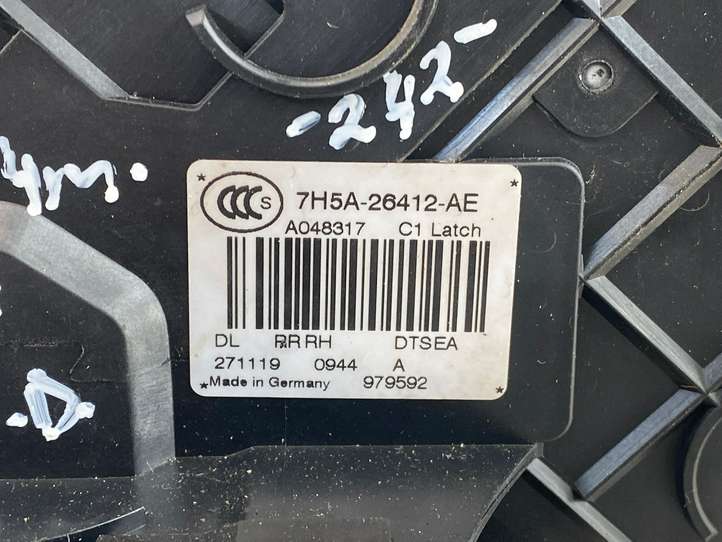 -242-
4m.
CCC S 7H5A-26412-AE
A048317 C1 Latch
DL RR RH DTSEA
271119 0944 A
Made in Germany 979592
.D.